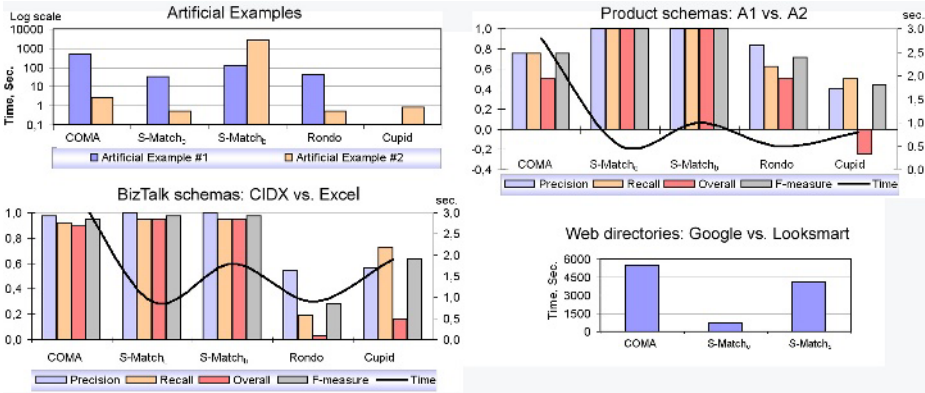 Artificial Examples
Log scale
Time, Sec.
10000
1000
100
10
1
0,1
COMA S-Match S-Match Rondo Cupid
Artificial Example #1 Artificial Example #2
Product schemas: A1 vs. A2
sec.
1,0
0,8
0,6
0,4
0,2
0,0
-0,2
-0,4
3.0
2.5
2.0
1.5
1.0
0.5
0.0
COMA S-Match S-Match_b Rondo Cupid
Precision Recall Overall F-measure Time
BizTalk schemas: CIDX vs. Excel
sec.
1,0
0,8
0,6
0,4
0,2
0,0
3,0
2,5
2,0
1,5
1,0
0,5
0,0
COMA S-Match S-Match_b Rondo Cupid
Precision Recall Overall F-measure Time
Web directories: Google vs. Looksmart
Time, Sec.
6000
4500
3000
1500
0
COMA S-Match S-Match